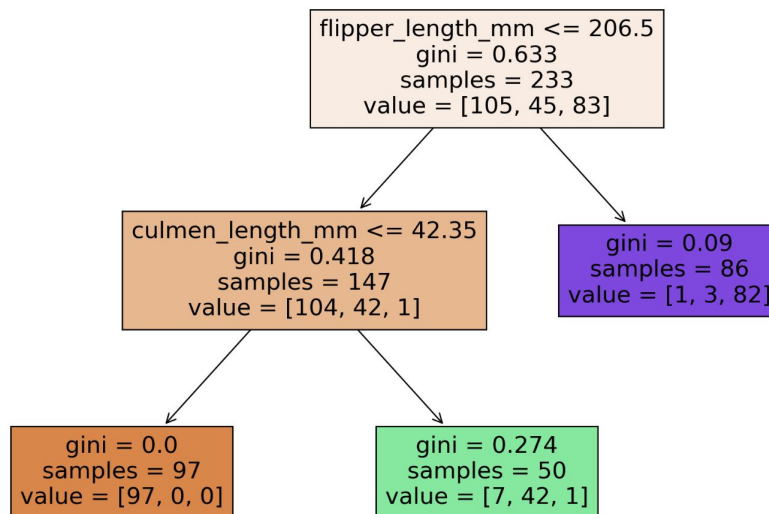 flipper_length_mm <= 206.5
gini = 0.633
samples = 233
value = [105, 45, 83]
culmen_length_mm <= 42.35
gini = 0.418
samples = 147
value = [104, 42, 1]
gini = 0.09
samples = 86
value = [1, 3, 82]
gini = 0.0
samples = 97
value = [97, 0, 0]
gini = 0.274
samples = 50
value = [7, 42, 1]